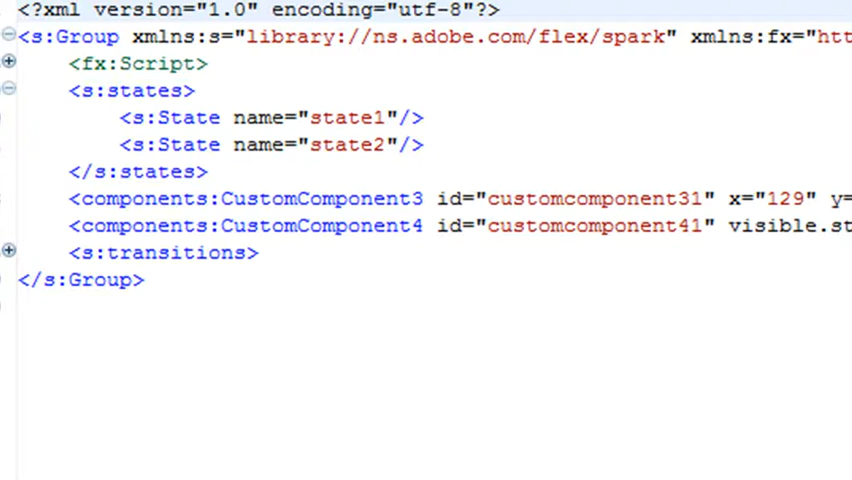 <?xml version="1.0" encoding="utf-8"?>
<s:Group xmlns:s="library://ns.adobe.com/flex/spark" xmlns:fx="htt
<fx:Script>
<s:states>
<s:State name="state1"/>
<s:State name="state2"/>
</s:states>
<components:CustomComponent3 id="customcomponent31" x="129" y=
<components:CustomComponent4 id="customcomponent41" visible.st
<s:transitions>
</s:Group>